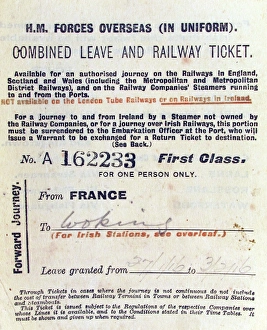 H.M. FORCES OVERSEAS (IN UNIFORM).
COMBINED LEAVE AND RAILWAY TICKET.
Available for an authorised journey on the Railways in England,
Scotland and Wales (including the Metropolitan and Metropolitan
District Railways), and on the Railway Companies' Steamers running
to and from the Ports.
NOT available on the London Tube Railways or on Railways in Ireland.
For a journey to and from Ireland by a Steamer not owned by
the Railway Companies, or for a journey over Irish Railways, this portion
must be surrendered to the Embarkation Officer at the Port, who will
issue a Warrant to be exchanged for a Return Ticket to destination.
(See Back.)
No. A 162233 First Class.
FOR ONE PERSON ONLY.
Forward Journey.
From FRANCE
To Woking
(For Irish Stations, see overleaf.)
Leave granted from to
Through Tickets in cases where the journey is not continuous do not include
the cost of transfer between Railway Termini in Towns or between Railway Stations
and Steamboats.
This Ticket is issued subject to the Regulations of the respective Companies over
whose Lines it is available, and to the Conditions stated in their Time Tables. It
must be shown and given up when required.